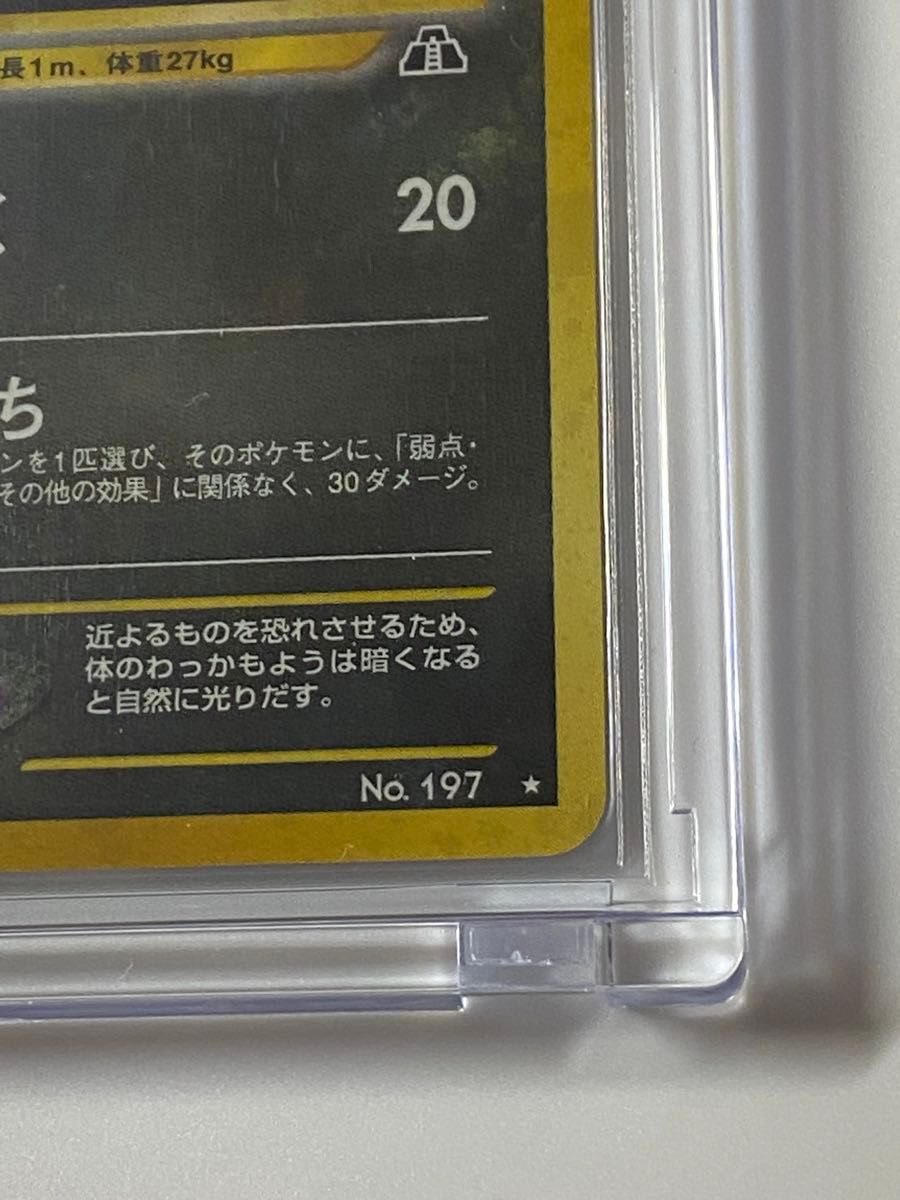 長1m、体重27kg
20
ち
ンを1匹選び、そのポケモンに、「弱点・
その他の効果」に関係なく、30ダメージ。
近よるものを恐れさせるため、
体のわっかもようは暗くなる
と自然に光りだす。
No. 197 ★